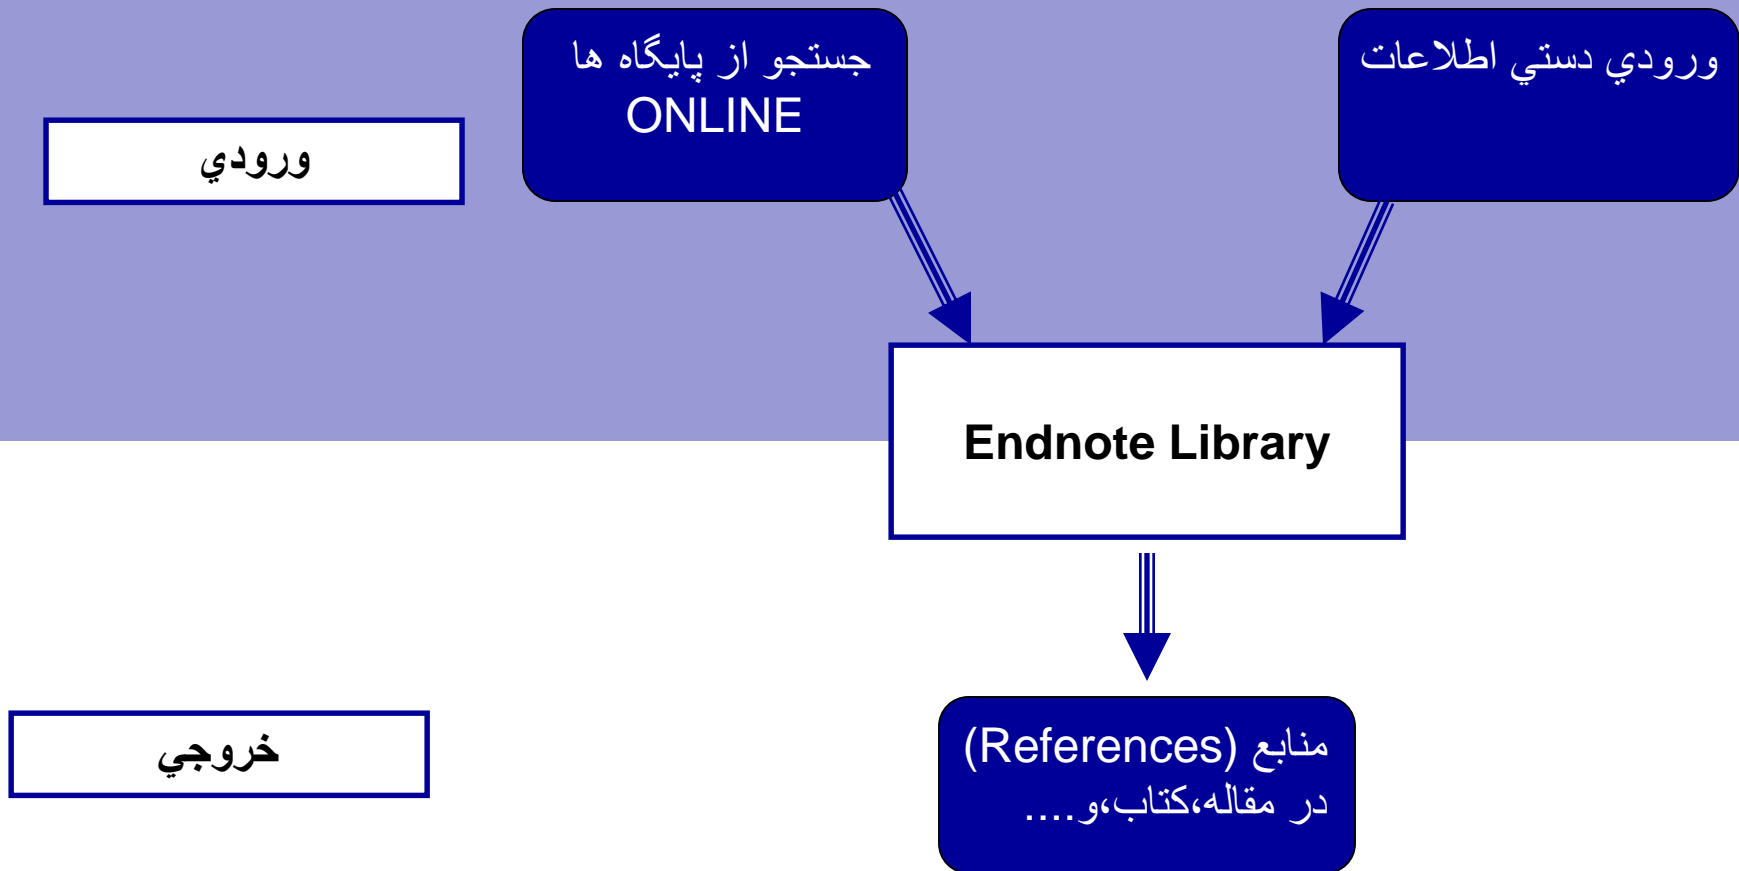 ورودي دستي اطلاعات
جستجو از پايگاه ها
ONLINE
ورودي
Endnote Library
منابع (References)
در مقاله،كتاب،و....
خروجي